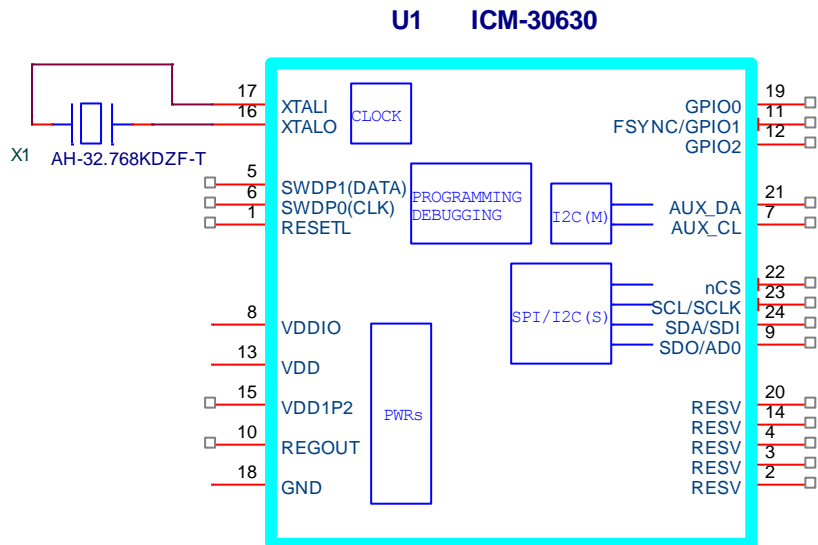 U1 ICM-30630
17 XTALI
16 XTALO
CLOCK
X1 AH-32.768KDZF-T
5 SWDP1(DATA)
6 SWDP0(CLK)
1 RESETL
PROGRAMMING
DEBUGGING
8 VDDIO
13 VDD
15 VDD1P2
10 REGOUT
18 GND
PWRs
I2C(M)
SPI/I2C(S)
GPIO0 19
FSYNC/GPIO1 11
GPIO2 12
AUX_DA 21
AUX_CL 7
nCS 22
SCL/SCLK 23
SDA/SDI 24
SDO/AD0 9
RESV 20
RESV 14
RESV 4
RESV 3
RESV 2